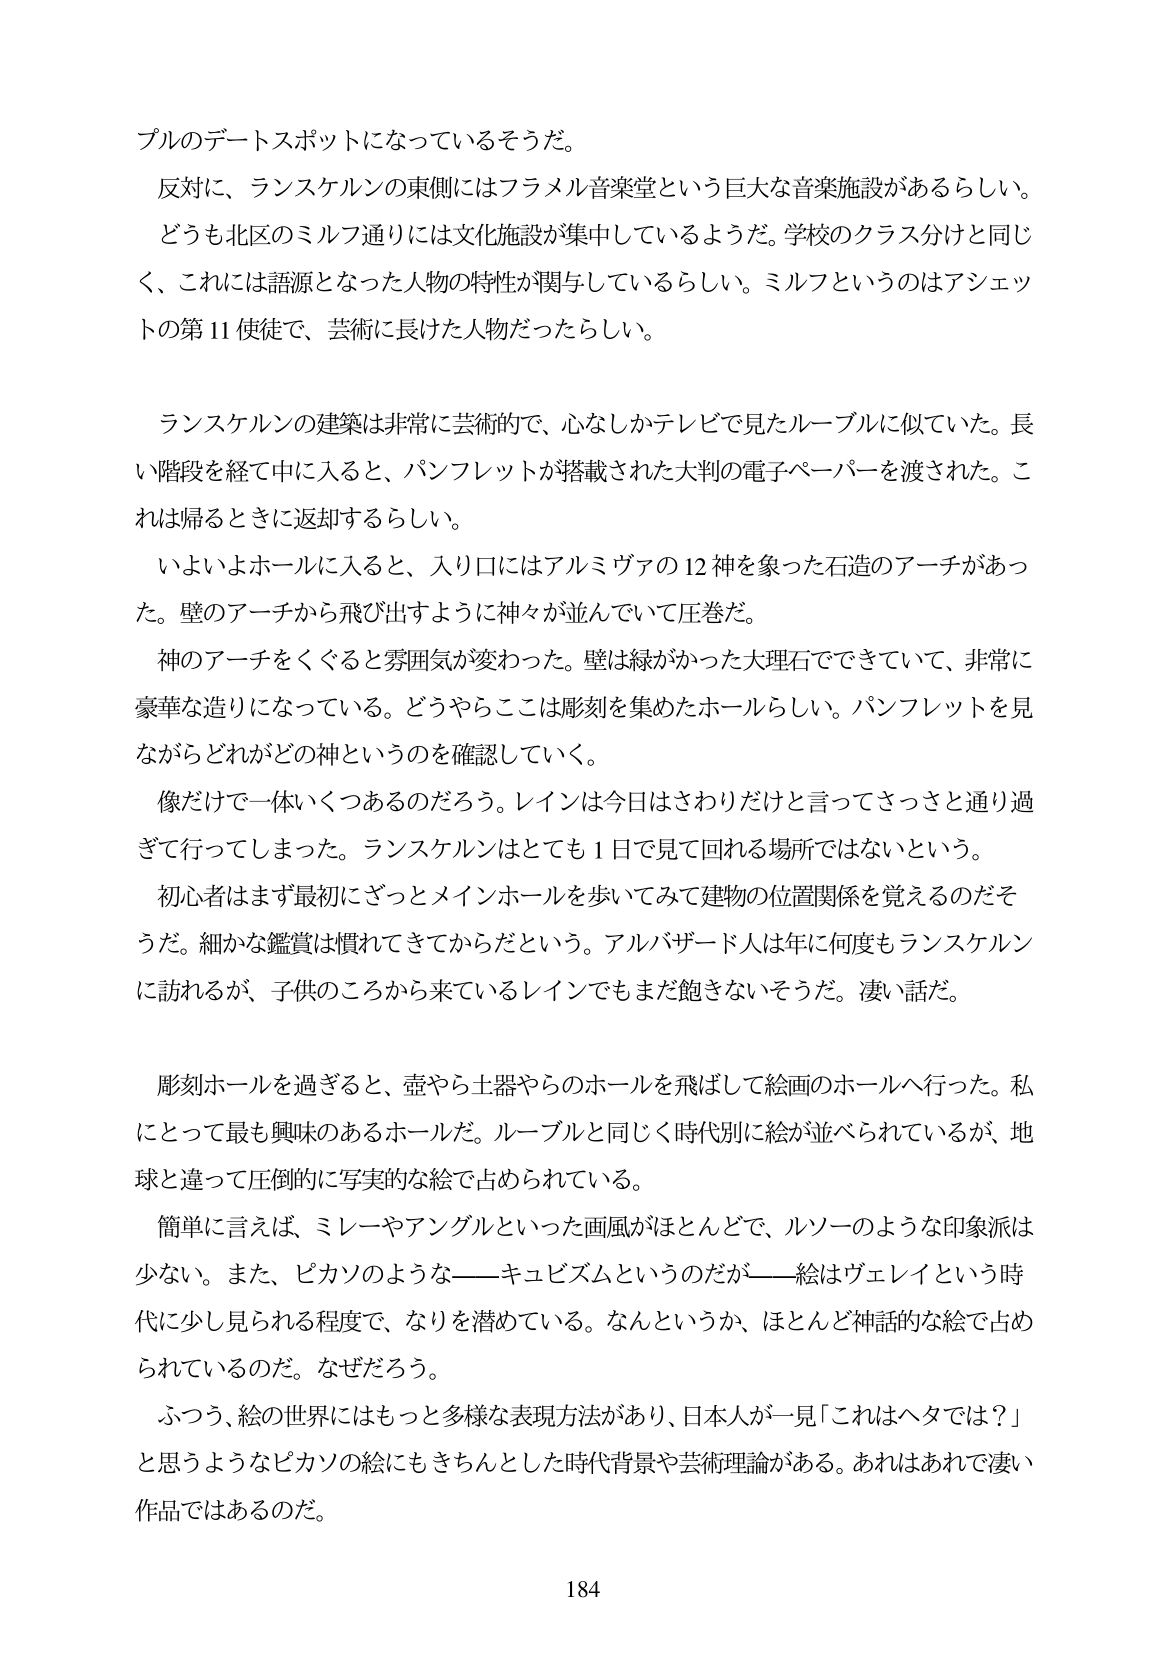 プルのデートスポットになっているそうだ。
反対に、ランスケルンの東側にはフラメル音楽堂という巨大な音楽施設があるらしい。
どうも北区のミルフ通りには文化施設が集中しているようだ。学校のクラス分けと同じ
く、これには語源となった人物の特性が関与しているらしい。ミルフというのはアシェッ
トの第 11 使徒で、芸術に長けた人物だったらしい。
ランスケルンの建築は非常に芸術的で、心なしかテレビで見たルーブルに似ていた。長
い階段を経て中に入ると、パンフレットが搭載された大判の電子ペーパーを渡された。こ
れは帰るときに返却するらしい。
いよいよホールに入ると、入り口にはアルミヴァの 12 神を象った石造のアーチがあっ
た。壁のアーチから飛び出すように神々が並んでいて圧巻だ。
神のアーチをくぐると雰囲気が変わった。壁は緑がかった大理石でできていて、非常に
豪華な造りになっている。どうやらここは彫刻を集めたホールらしい。パンフレットを見
ながらどれがどの神というのを確認していく。
像だけで一体いくつあるのだろう。レインは今日はさわりだけと言ってさっさと通り過
ぎて行ってしまった。ランスケルンはとても 1 日で見て回れる場所ではないという。
初心者はまず最初にざっとメインホールを歩いてみて建物の位置関係を覚えるのだそ
うだ。細かな鑑賞は慣れてきてからだという。アルバザード人は年に何度もランスケルン
に訪れるが、子供のころから来ているレインでもまだ飽きないそうだ。凄い話だ。
彫刻ホールを過ぎると、壺やら土器やらのホールを飛ばして絵画のホールへ行った。私
にとって最も興味のあるホールだ。ルーブルと同じく時代別に絵が並べられているが、地
球と違って圧倒的に写実的な絵で占められている。
簡単に言えば、ミレーやアングルといった画風がほとんどで、ルソーのような印象派は
少ない。また、ピカソのような――キュビズムというのだが――絵はヴェレイという時
代に少し見られる程度で、なりを潜めている。なんというか、ほとんど神話的な絵で占め
られているのだ。なぜだろう。
ふつう、絵の世界にはもっと多様な表現方法があり、日本人が一見「これはヘタでは？」
と思うようなピカソの絵にもきちんとした時代背景や芸術理論がある。あれはあれで凄い
作品ではあるのだ。
184